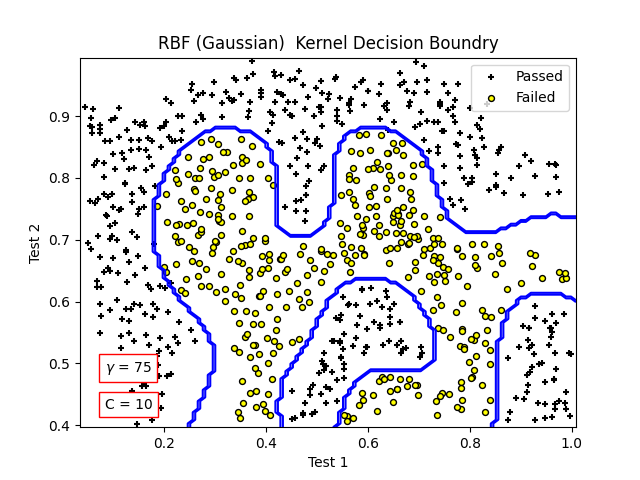 RBF (Gaussian)  Kernel Decision Boundry
Passed
Failed
Test 2
0.9
0.8
0.7
0.6
0.5
0.4
γ = 75
C = 10
0.2
0.4
0.6
0.8
1.0
Test 1